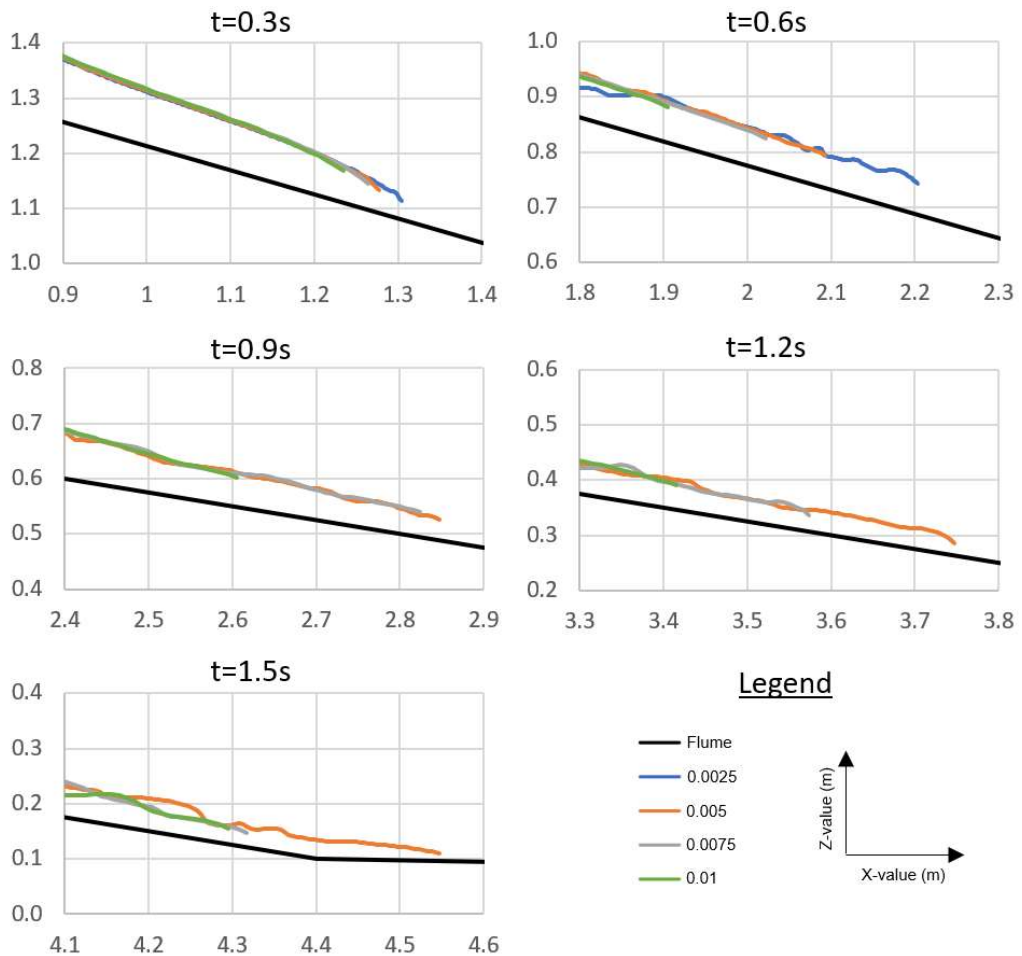 t=0.3s
1.4
1.3
1.2
1.1
1.0
0.9 1 1.1 1.2 1.3 1.4
t=0.6s
1.0
0.9
0.8
0.7
0.6
1.8 1.9 2 2.1 2.2 2.3
t=0.9s
0.8
0.7
0.6
0.5
0.4
2.4 2.5 2.6 2.7 2.8 2.9
t=1.2s
0.6
0.5
0.4
0.3
0.2
3.3 3.4 3.5 3.6 3.7 3.8
t=1.5s
0.4
0.3
0.2
0.1
0.0
4.1 4.2 4.3 4.4 4.5 4.6
Legend
Flume
0.0025
0.005
0.0075
0.01
Z-value (m)
X-value (m)